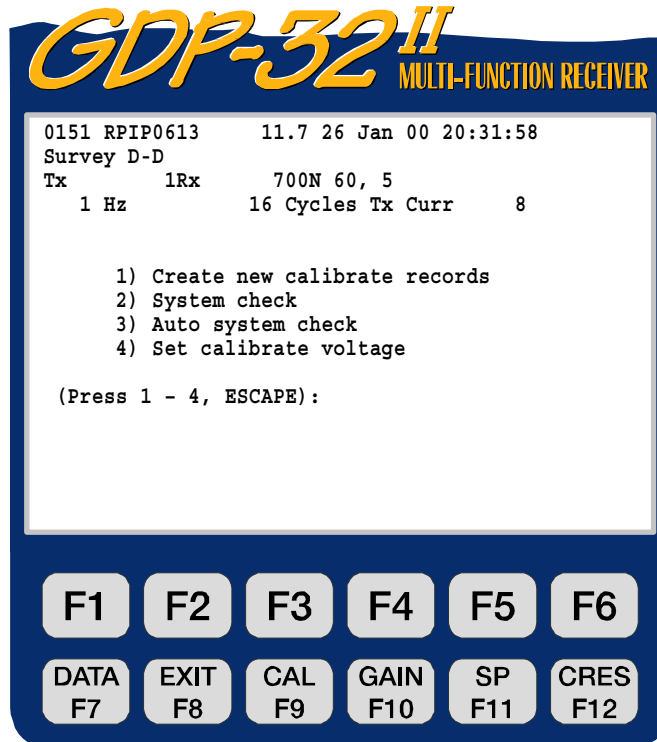 GDP-32 II
MULTI-FUNCTION RECEIVER
0151 RPIP0613 11.7 26 Jan 00 20:31:58
Survey D-D
Tx 1Rx 700N 60, 5
1 Hz 16 Cycles Tx Curr 8
1) Create new calibrate records
2) System check
3) Auto system check
4) Set calibrate voltage
(Press 1 - 4, ESCAPE):
F1 F2 F3 F4 F5 F6
DATA EXIT CAL GAIN SP CRES
F7 F8 F9 F10 F11 F12